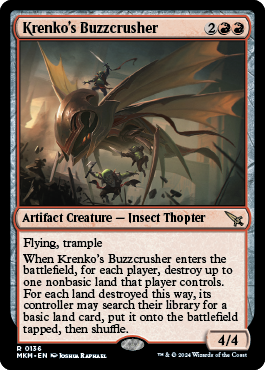 Krenko's Buzzcrusher 2
Artifact Creature — Insect Thopter
Flying, trample
When Krenko's Buzzcrusher enters the
battlefield, for each player, destroy up to
one nonbasic land that player controls.
For each land destroyed this way, its
controller may search their library for a
basic land card, put it onto the battlefield
tapped, then shuffle.
4/4
R 0136
MKM • EN Joshua Raphael ™ & © 2024 Wizards of the Coast